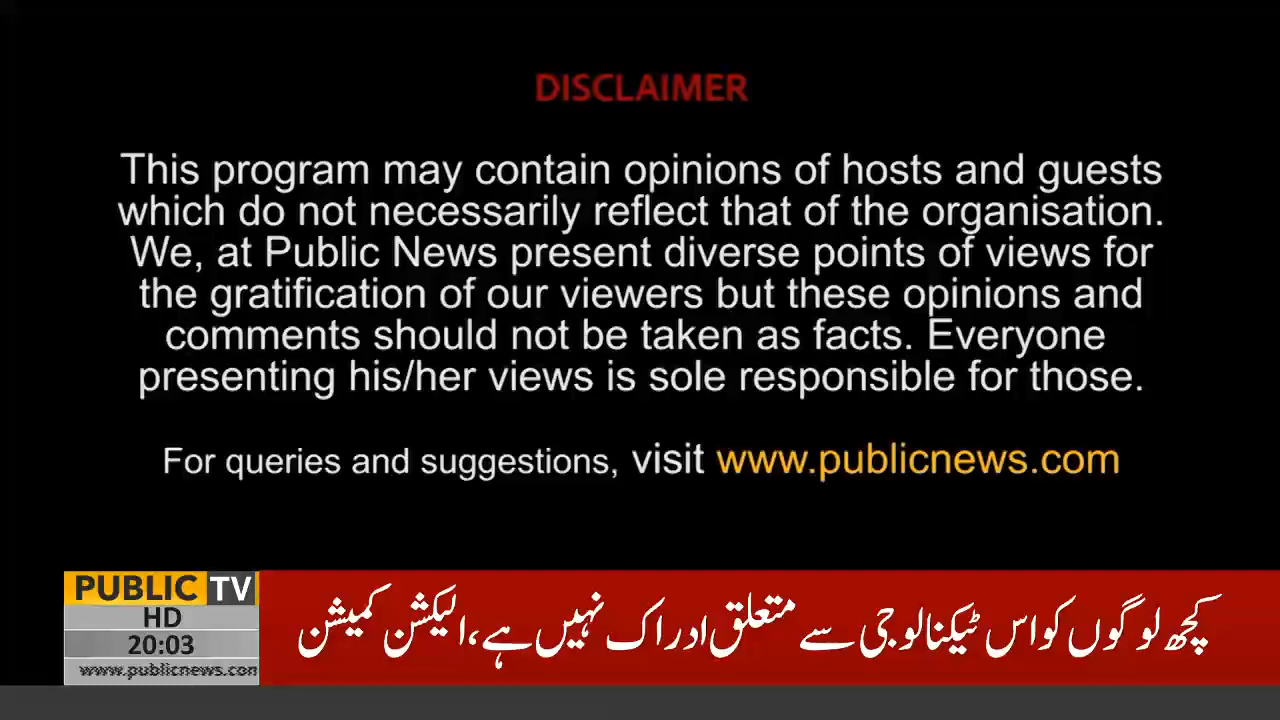 DISCLAIMER
This program may contain opinions of hosts and guests
which do not necessarily reflect that of the organisation.
We, at Public News present diverse points of views for
the gratification of our viewers but these opinions and
comments should not be taken as facts. Everyone
presenting his/her views is sole responsible for those.
For queries and suggestions, visit www.publicnews.com
PUBLIC TV
HD
20:03
www.publicnews.con
کچھ لوگوں کو اس ٹیکنالوجی سے متعلق ادراک نہیں ہے، الیکشن کمیشن